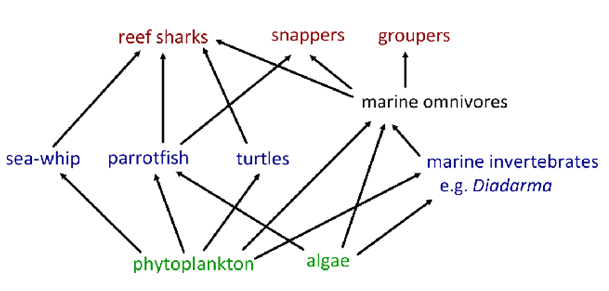 reef sharks
snappers
groupers
marine omnivores
sea-whip
parrotfish
turtles
marine invertebrates
e.g. Diadarma
phytoplankton
algae